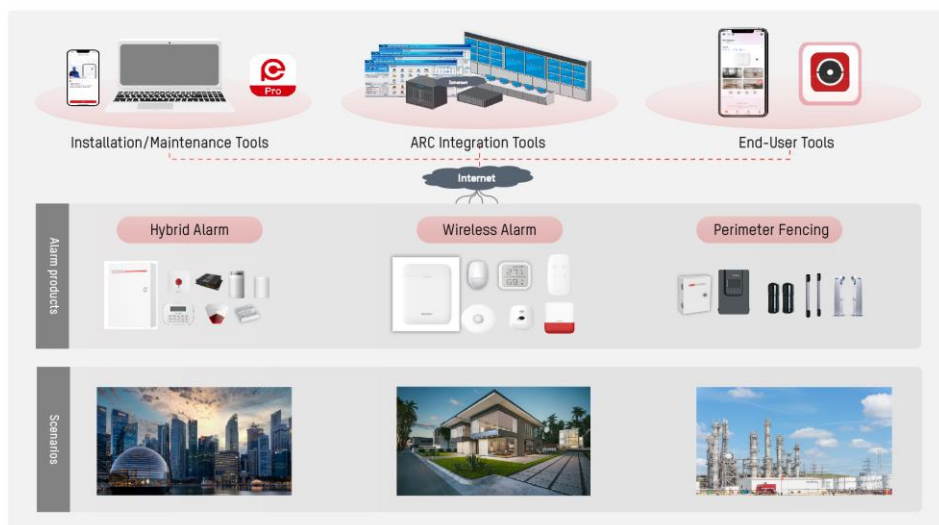 Pro
Installation/Maintenance Tools
ARC Integration Tools
End-User Tools
Internet
Alarm products
Hybrid Alarm
Wireless Alarm
Perimeter Fencing
Scenarios